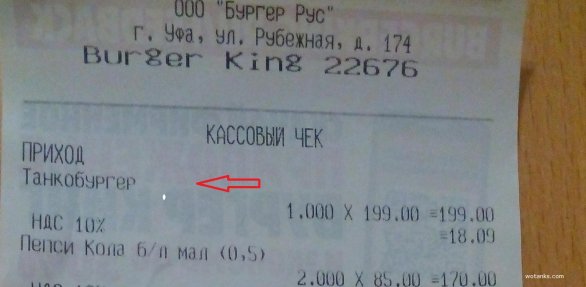 ООО "Бургер Рус"
г. Уфа, ул. Рубежная, д. 174
Burger King 22676
КАССОВЫЙ ЧЕК
ПРИХОД
Танкобургер
1.000 X 199.00 =199.00
НДС 10% =18.09
Пепси Кола б/л мал (0,5)
2.000 X 85.00 =170.00
wotanks.com